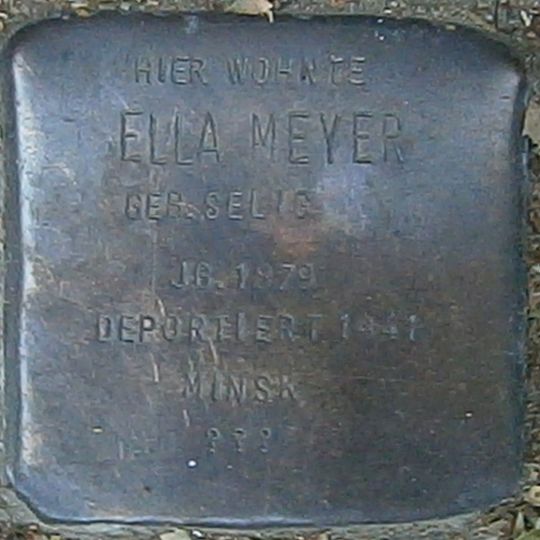 HIER WOHNTE
ELLA MEYER
GEB. SELIG
JG. 1879
DEPORTIERT 1941
MINSK
???